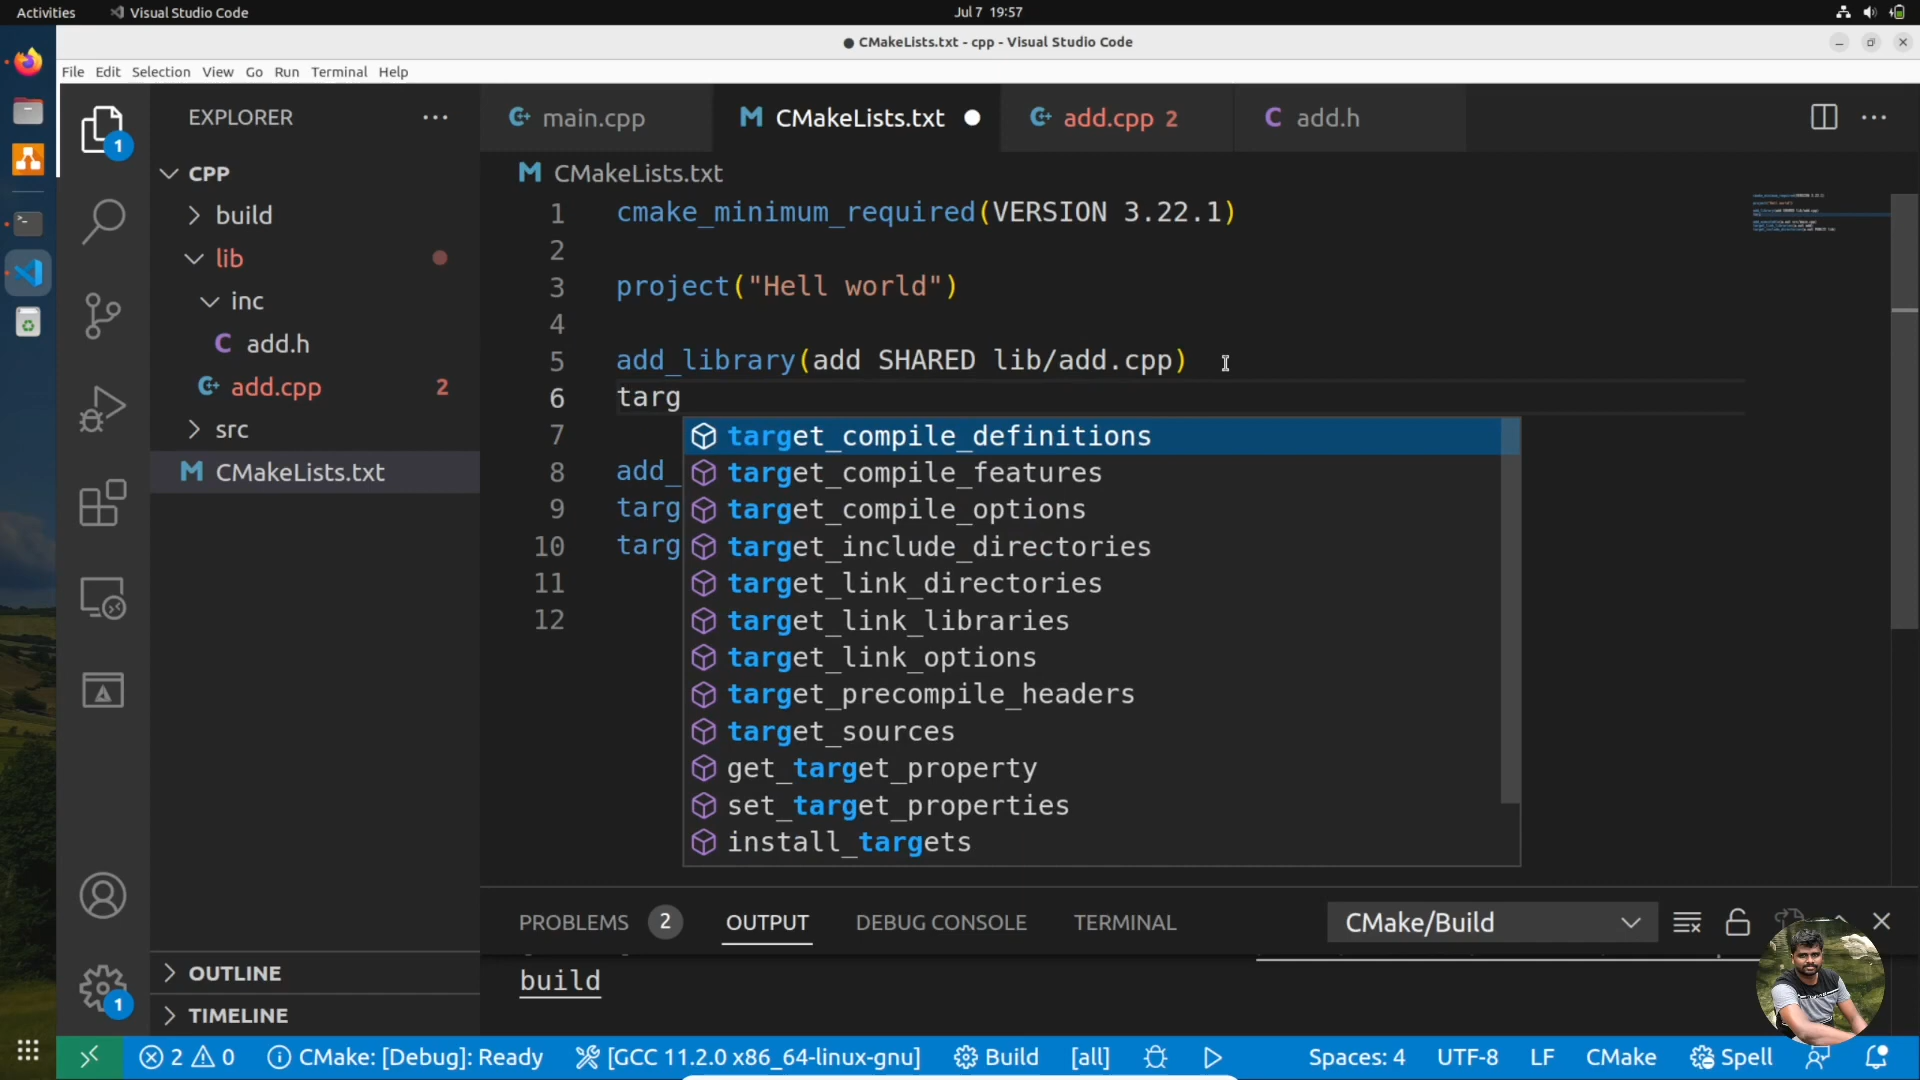 Activities
Visual Studio Code
Jul 7 19:57
CMakeLists.txt - cpp - Visual Studio Code
File Edit Selection View Go Run Terminal Help
EXPLORER
main.cpp
CMakeLists.txt
add.cpp 2
add.h
1
CPP
build
lib
inc
add.h
add.cpp 2
src
CMakeLists.txt
OUTLINE
TIMELINE
1
CMakeLists.txt
1 cmake_minimum_required(VERSION 3.22.1)
2
3 project("Hell world")
4
5 add_library(add SHARED lib/add.cpp)
6 targ
7
8 add_
9 targ
10 targ
11
12
target_compile_definitions
target_compile_features
target_compile_options
target_include_directories
target_link_directories
target_link_libraries
target_link_options
target_precompile_headers
target_sources
get_target_property
set_target_properties
install_targets
PROBLEMS 2 OUTPUT DEBUG CONSOLE TERMINAL
CMake/Build
build
2 0 CMake: [Debug]: Ready [GCC 11.2.0 x86_64-linux-gnu] Build [all] Spaces: 4 UTF-8 LF CMake Spell